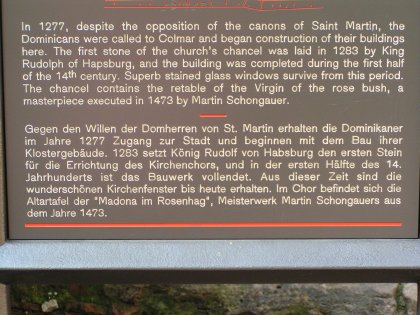 In 1277, despite the opposition of the canons of Saint Martin, the
Dominicans were called to Colmar and began construction of their buildings
here. The first stone of the church's chancel was laid in 1283 by King
Rudolph of Hapsburg, and the building was completed during the first half
of the 14th century. Superb stained glass windows survive from this period.
The chancel contains the retable of the Virgin of the rose bush, a
masterpiece executed in 1473 by Martin Schongauer.
Gegen den Willen der Domherren von St. Martin erhalten die Dominikaner
im Jahre 1277 Zugang zur Stadt und beginnen mit dem Bau ihrer
Klostergebäude. 1283 setzt König Rudolf von Habsburg den ersten Stein
für die Errichtung des Kirchenchors, und in der ersten Hälfte des 14.
Jahrhunderts ist das Bauwerk vollendet. Aus dieser Zeit sind die
wunderschönen Kirchenfenster bis heute erhalten. Im Chor befindet sich die
Altartafel der "Madona im Rosenhag", Meisterwerk Martin Schongauers aus
dem Jahre 1473.